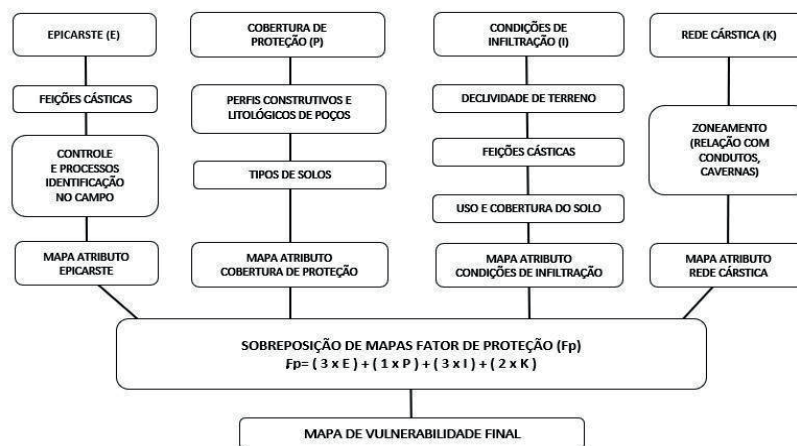 EPICARSTE (E)
FEIÇÕES CÁSTICAS
CONTROLE
E PROCESSOS
IDENTIFICAÇÃO
NO CAMPO
MAPA ATRIBUTO
EPICARSTE
COBERTURA DE
PROTEÇÃO (P)
PERFIS CONSTRUTIVOS E
LITOLÓGICOS DE POÇOS
TIPOS DE SOLOS
MAPA ATRIBUTO
COBERTURA DE PROTEÇÃO
CONDIÇÕES DE
INFILTRAÇÃO (I)
DECLIVIDADE DE TERRENO
FEIÇÕES CÁSTICAS
USO E COBERTURA DO SOLO
MAPA ATRIBUTO
CONDIÇÕES DE INFILTRAÇÃO
REDE CÁRSTICA (K)
ZONEAMENTO
(RELAÇÃO COM
CONDUTOS,
CAVERNAS)
MAPA ATRIBUTO
REDE CÁRSTICA
SOBREPOSIÇÃO DE MAPAS FATOR DE PROTEÇÃO (Fp)
Fp= ( 3 x E ) + ( 1 x P ) + ( 3 x I ) + ( 2 x K )
MAPA DE VULNERABILIDADE FINAL